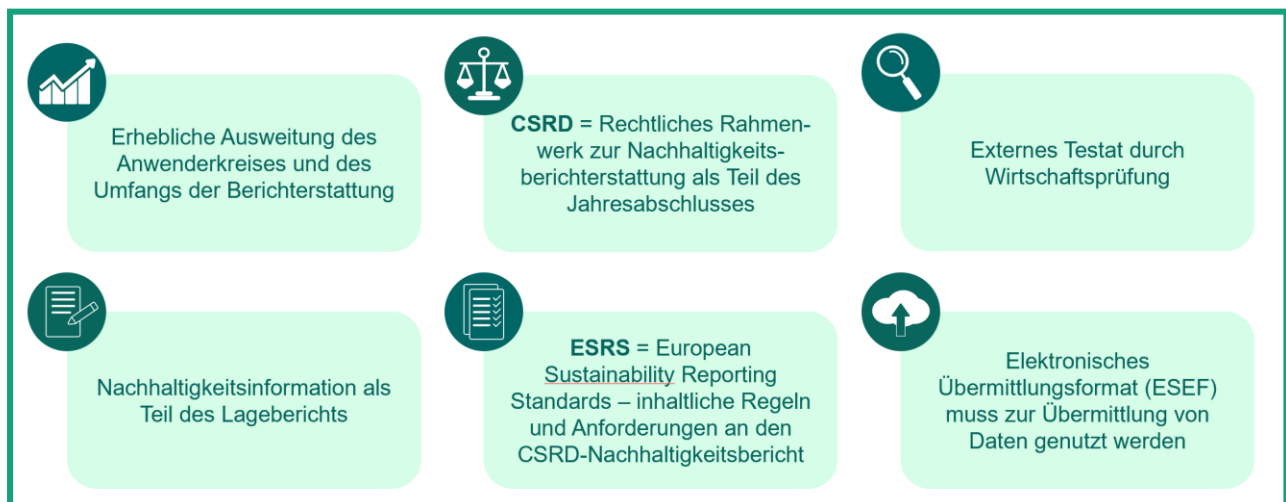 Erhebliche Ausweitung des
Anwenderkreises und des
Umfangs der Berichterstattung
CSRD = Rechtliches Rahmen-
werk zur Nachhaltigkeits-
berichterstattung als Teil des
Jahresabschlusses
Externes Testat durch
Wirtschaftsprüfung
Nachhaltigkeitsinformation als
Teil des Lageberichts
ESRS = European
Sustainability Reporting
Standards – inhaltliche Regeln
und Anforderungen an den
CSRD-Nachhaltigkeitsbericht
Elektronisches
Übermittlungsformat (ESEF)
muss zur Übermittlung von
Daten genutzt werden